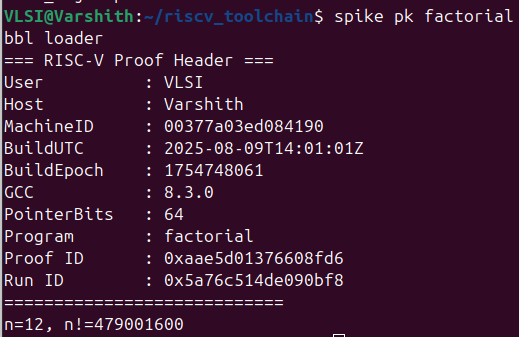 VLSI@Varshith:~/riscv_toolchain$ spike pk factorial
bbl loader
=== RISC-V Proof Header ===
User          : VLSI
Host          : Varshith
MachineID     : 00377a03ed084190
BuildUTC      : 2025-08-09T14:01:01Z
BuildEpoch    : 1754748061
GCC           : 8.3.0
PointerBits   : 64
Program       : factorial
Proof ID      : 0xaae5d01376608fd6
Run ID        : 0x5a76c514de090bf8
============================
n=12, n!=479001600